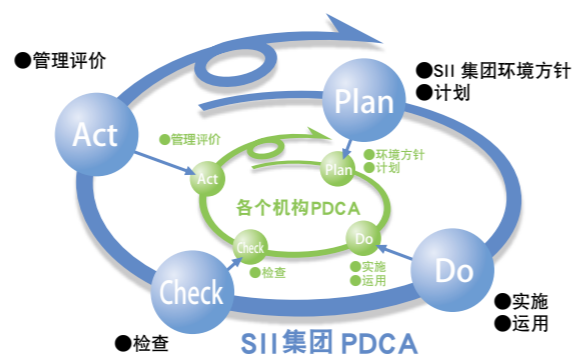 ●管理评价
Act
Plan
●SII 集团环境方针
●计划
●管理评价
Act
Plan
●环境方针
●计划
各个机构PDCA
Check
●检查
Do
●实施
●运用
Check
●检查
Do
●实施
●运用
SII集团 PDCA